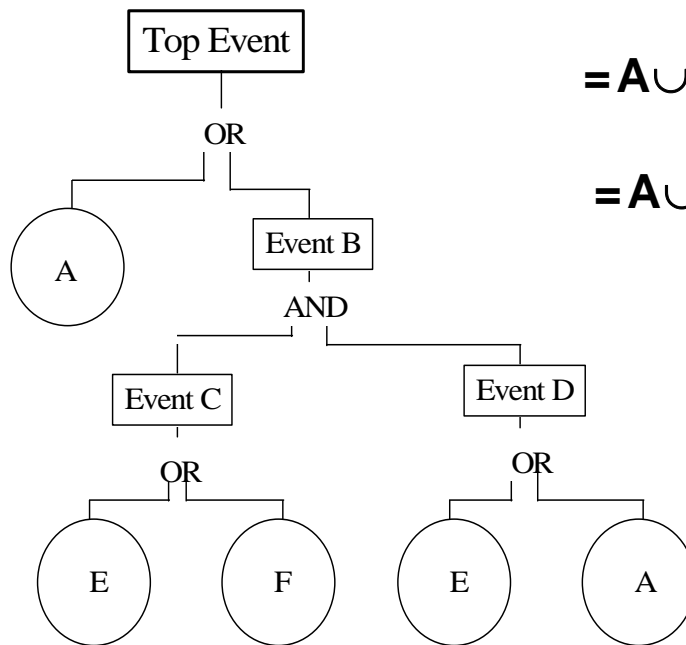 Top Event
= A ∪
OR
= A ∪
Event B
A
AND
Event C
Event D
OR
OR
E
F
E
A